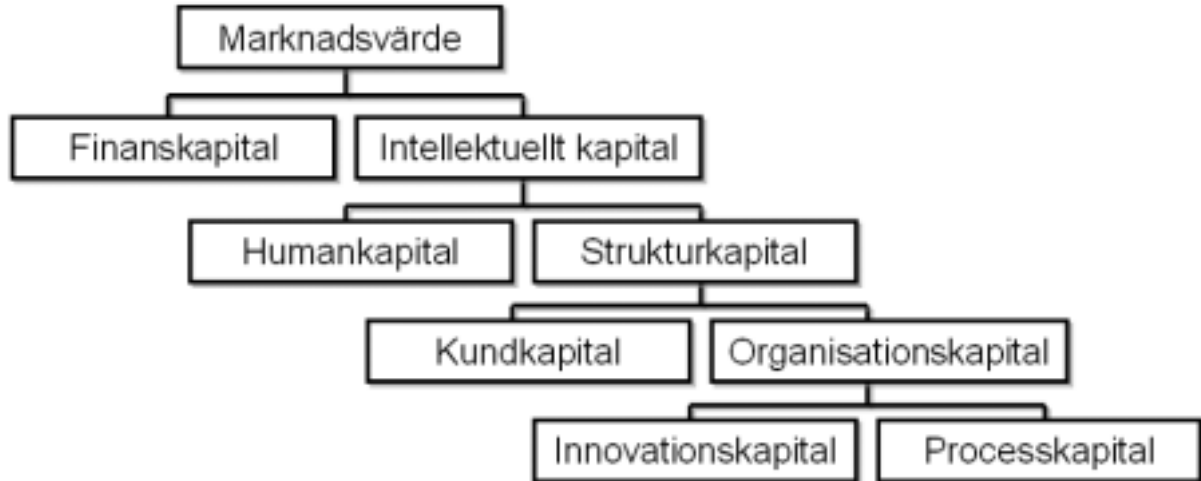 Marknadsvärde
Finanskapital
Intellektuellt kapital
Humankapital
Strukturkapital
Kundkapital
Organisationskapital
Innovationskapital
Processkapital